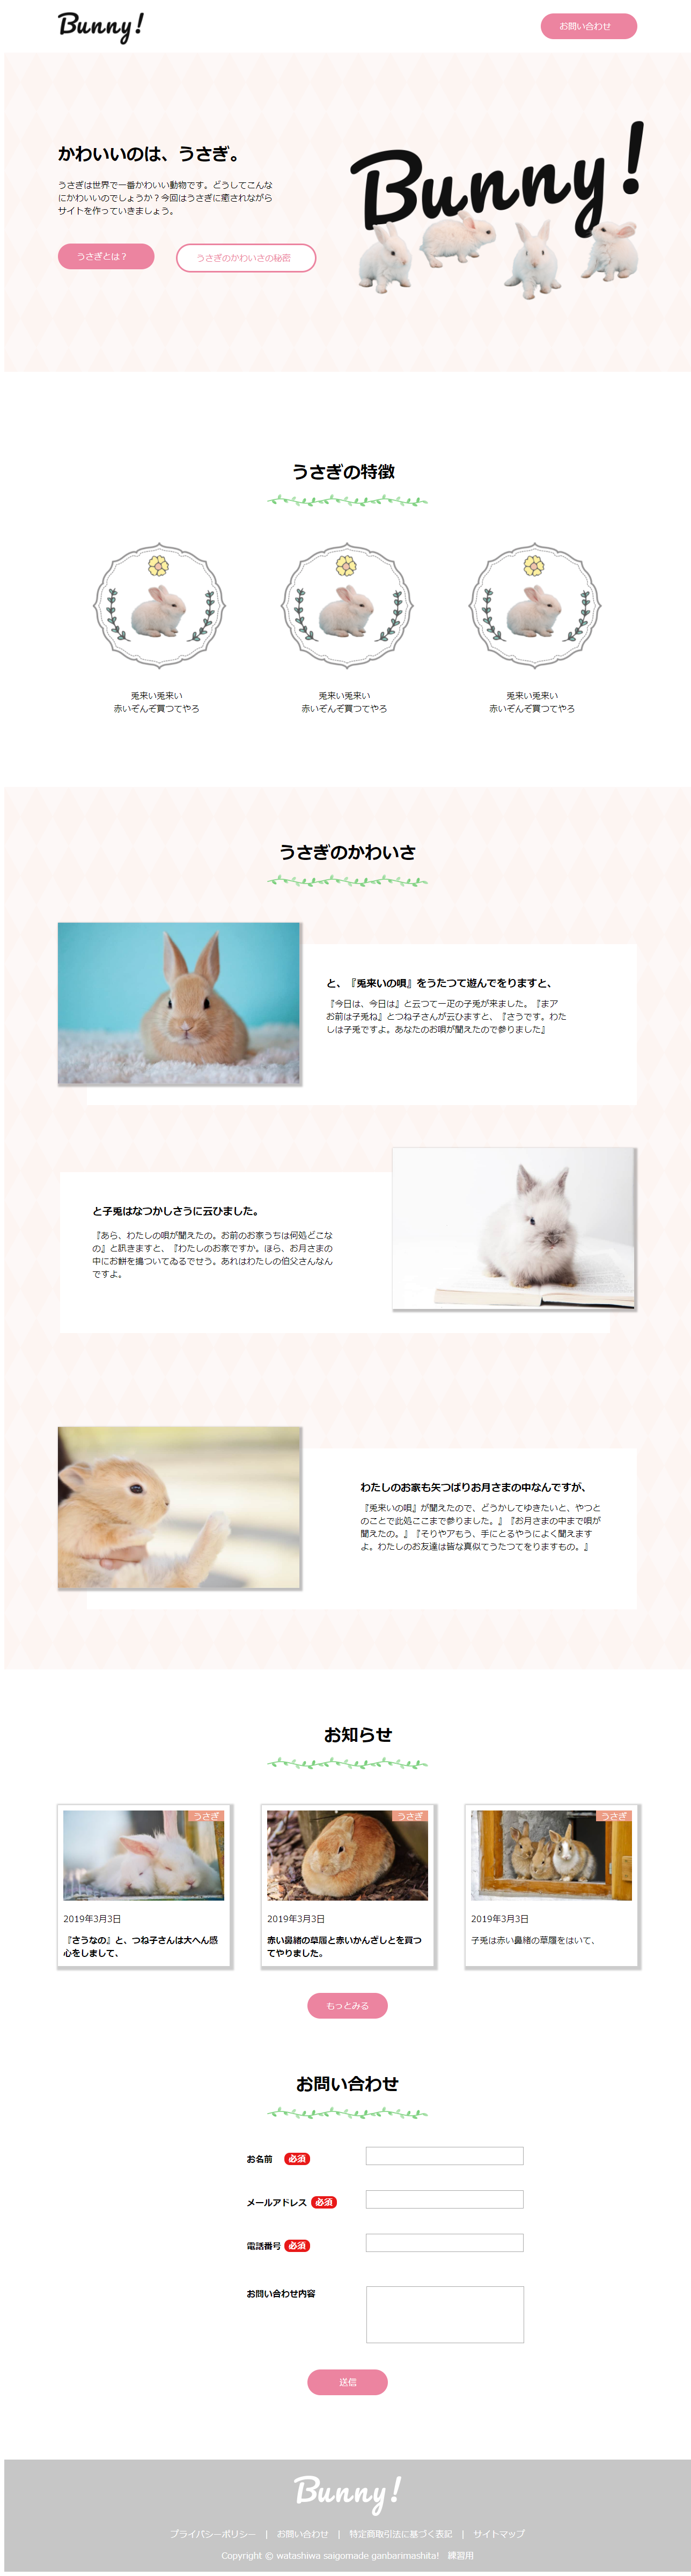 Bunny!
お問い合わせ
かわいいのは、うさぎ。
うさぎは世界で一番かわいい動物です。どうしてこんな
にかわいいのでしょうか？今回はうさぎに癒されながら
サイトを作っていきましょう。
うさぎとは？
うさぎのかわいさの秘密
Bunny!
うさぎの特徴
兎来い兎来い
赤いぞんぞ買つてやろ
兎来い兎来い
赤いぞんぞ買つてやろ
兎来い兎来い
赤いぞんぞ買つてやろ
うさぎのかわいさ
と、『兎来いの唄』をうたつて遊んでをりますと、
『今日は、今日は』と云つて一疋の子兎が来ました。『まア
お前は子兎ね』とつね子さんが云ひますと、『さうです。わた
しは子兎ですよ。あなたのお唄が聞えたので参りました』
と子兎はなつかしさうに云ひました。
『あら、わたしの唄が聞えたの。お前のお家うちは何処どこな
の』と訊きますと、『わたしのお家ですか。ほら、お月さまの
中にお餅を搗ついてゐるでせう。あれはわたしの伯父さんなん
ですよ。
わたしのお家も矢つぱりお月さまの中なんですが、
『兎来いの唄』が聞えたので、どうかしてゆきたいと、やつと
のことで此処ここまで参りました。』『お月さまの中まで唄が
聞えたの。』『そりやアもう、手にとるやうによく聞えます
よ。わたしのお友達は皆な真似てうたつてをりますもの。』
お知らせ
うさぎ
2019年3月3日
『さうなの』と、つね子さんは大へん感
心をしまして、
うさぎ
2019年3月3日
赤い鼻緒の草履と赤いかんざしとを買つ
てやりました。
うさぎ
2019年3月3日
子兎は赤い鼻緒の草履をはいて、
もっとみる
お問い合わせ
お名前 必須
メールアドレス 必須
電話番号 必須
お問い合わせ内容
送信
Bunny!
プライバシーポリシー | お問い合わせ | 特定商取引法に基づく表記 | サイトマップ
Copyright © watashiwa saigomade ganbarimashita! 練習用